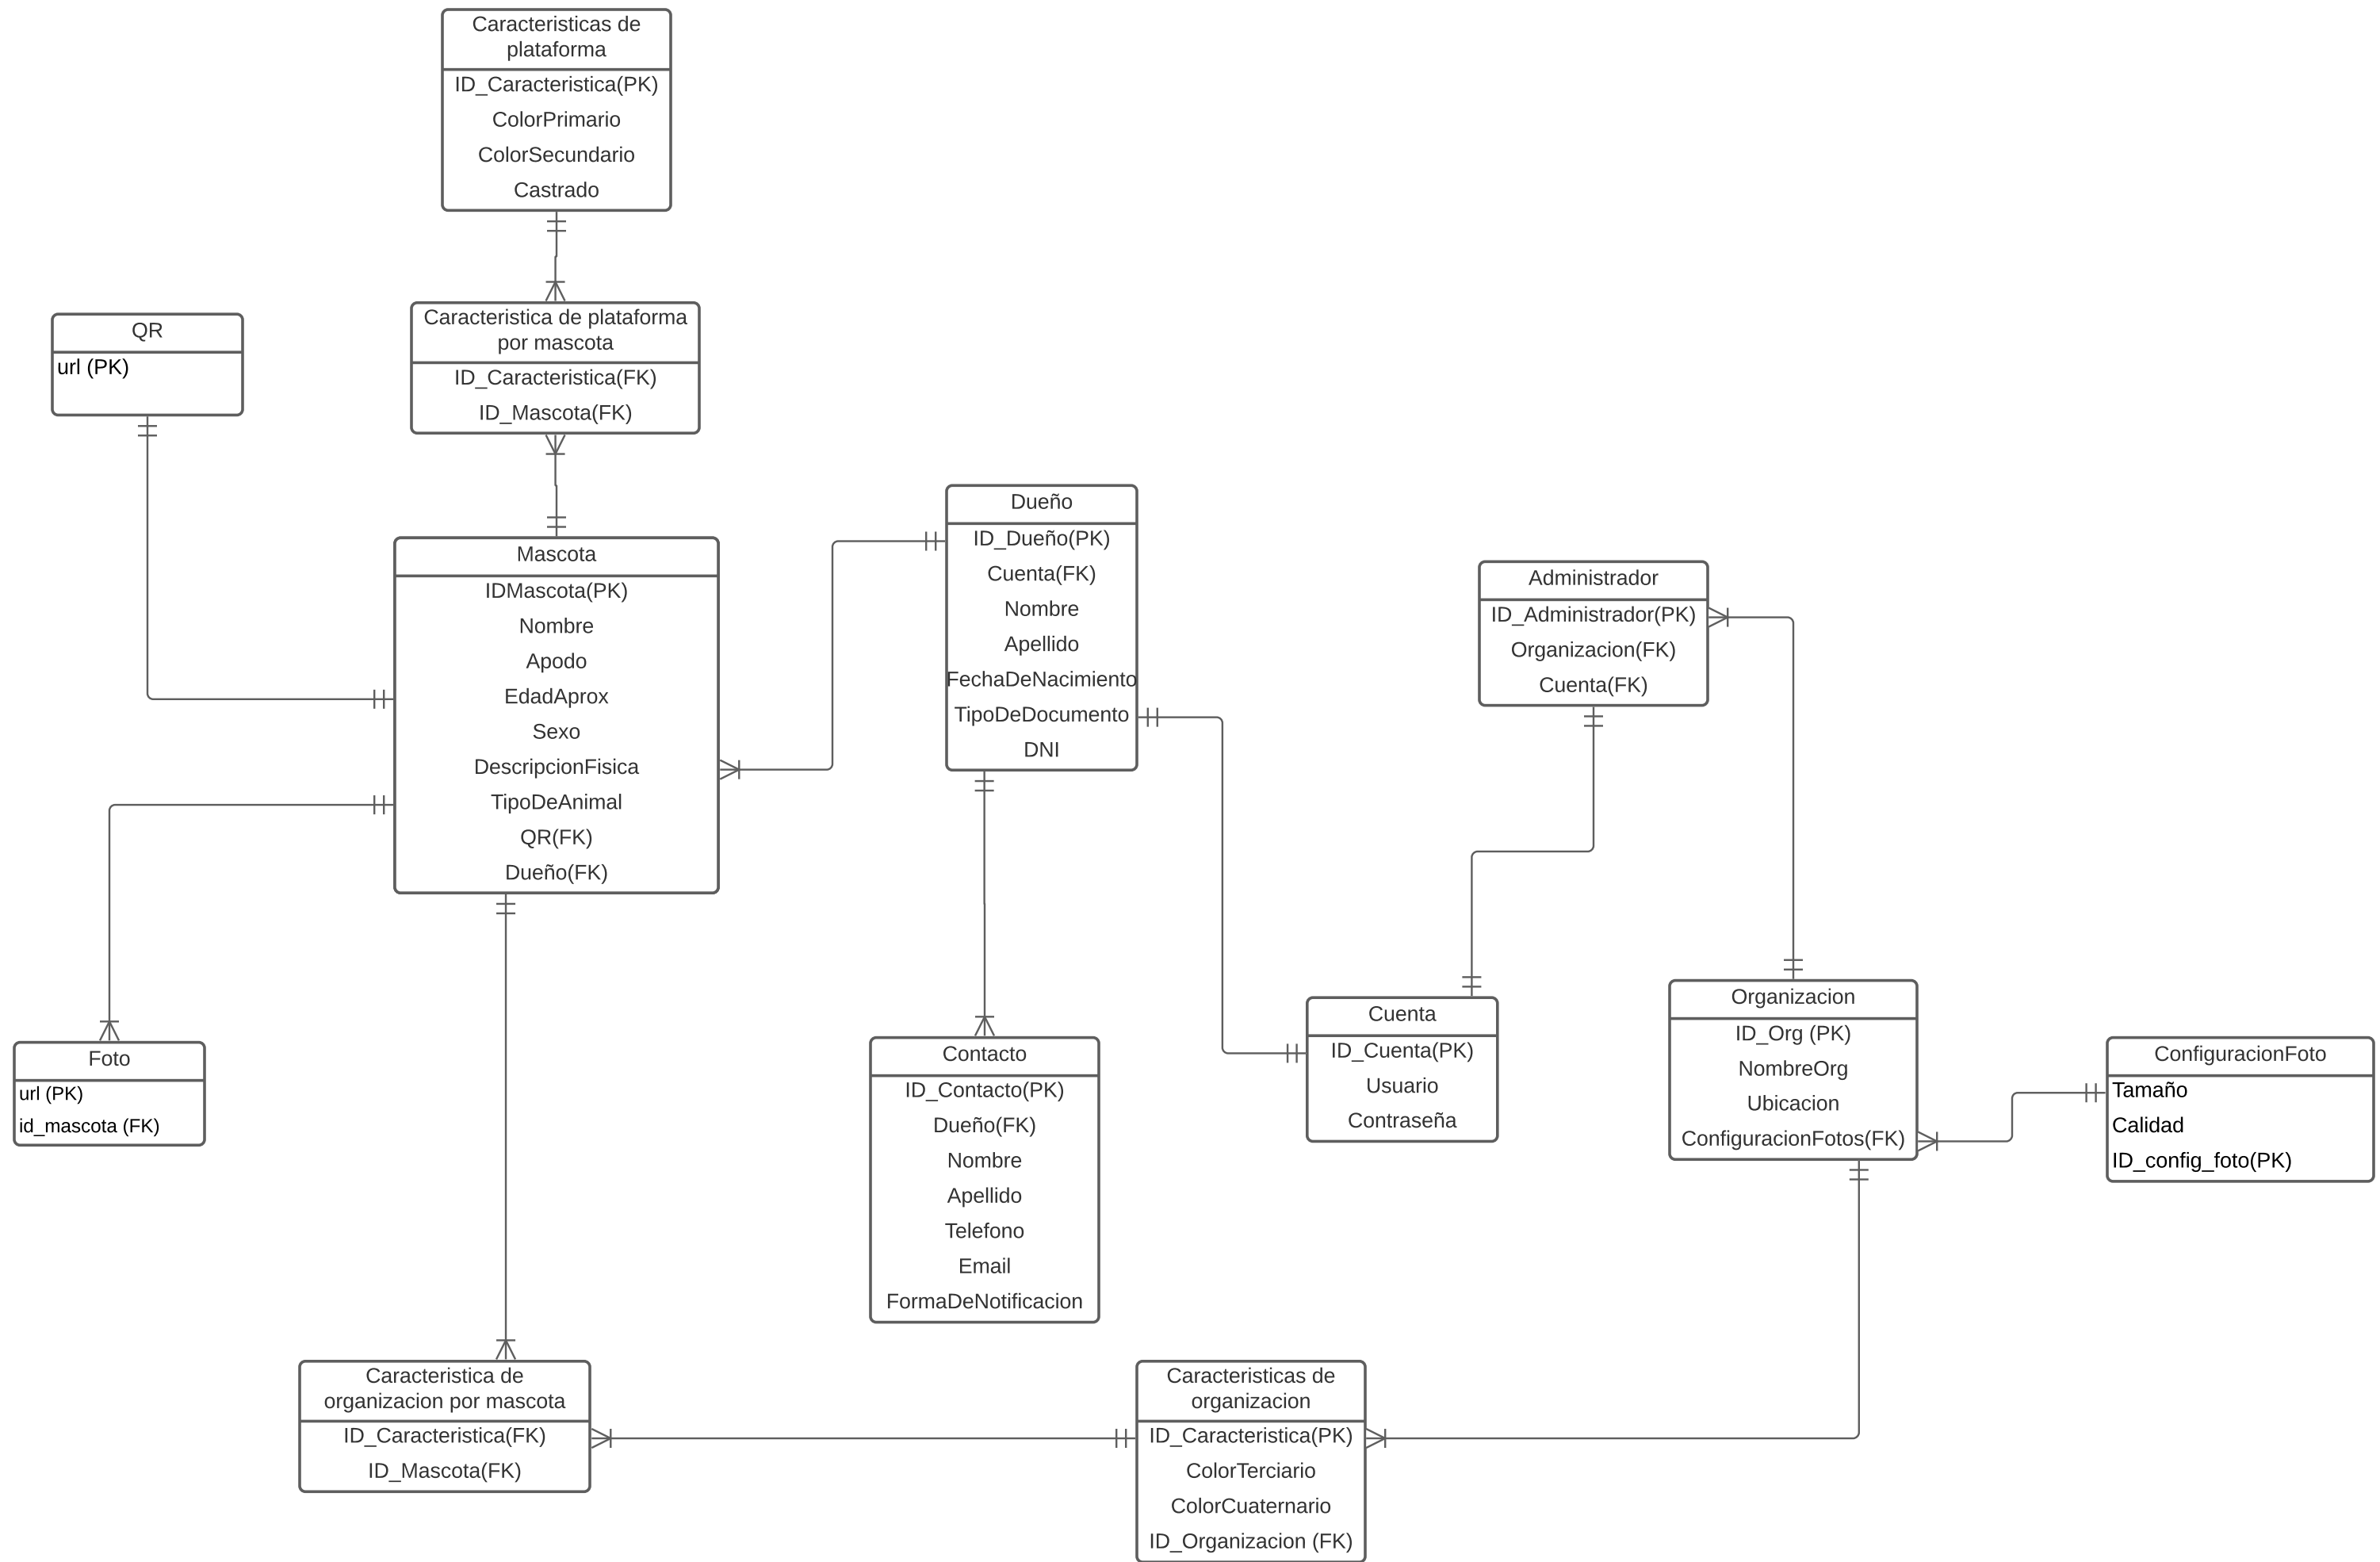 Caracteristicas de
plataforma
ID_Caracteristica(PK)
ColorPrimario
ColorSecundario
Castrado
QR
url (PK)
Caracteristica de plataforma
por mascota
ID_Caracteristica(FK)
ID_Mascota(FK)
Mascota
IDMascota(PK)
Nombre
Apodo
EdadAprox
Sexo
DescripcionFisica
TipoDeAnimal
QR(FK)
Dueño(FK)
Dueño
ID_Dueño(PK)
Cuenta(FK)
Nombre
Apellido
FechaDeNacimiento
TipoDeDocumento
DNI
Administrador
ID_Administrador(PK)
Organizacion(FK)
Cuenta(FK)
Foto
url (PK)
id_mascota (FK)
Contacto
ID_Contacto(PK)
Dueño(FK)
Nombre
Apellido
Telefono
Email
FormaDeNotificacion
Cuenta
ID_Cuenta(PK)
Usuario
Contraseña
Organizacion
ID_Org (PK)
NombreOrg
Ubicacion
ConfiguracionFotos(FK)
ConfiguracionFoto
Tamaño
Calidad
ID_config_foto(PK)
Caracteristica de
organizacion por mascota
ID_Caracteristica(FK)
ID_Mascota(FK)
Caracteristicas de
organizacion
ID_Caracteristica(PK)
ColorTerciario
ColorCuaternario
ID_Organizacion (FK)